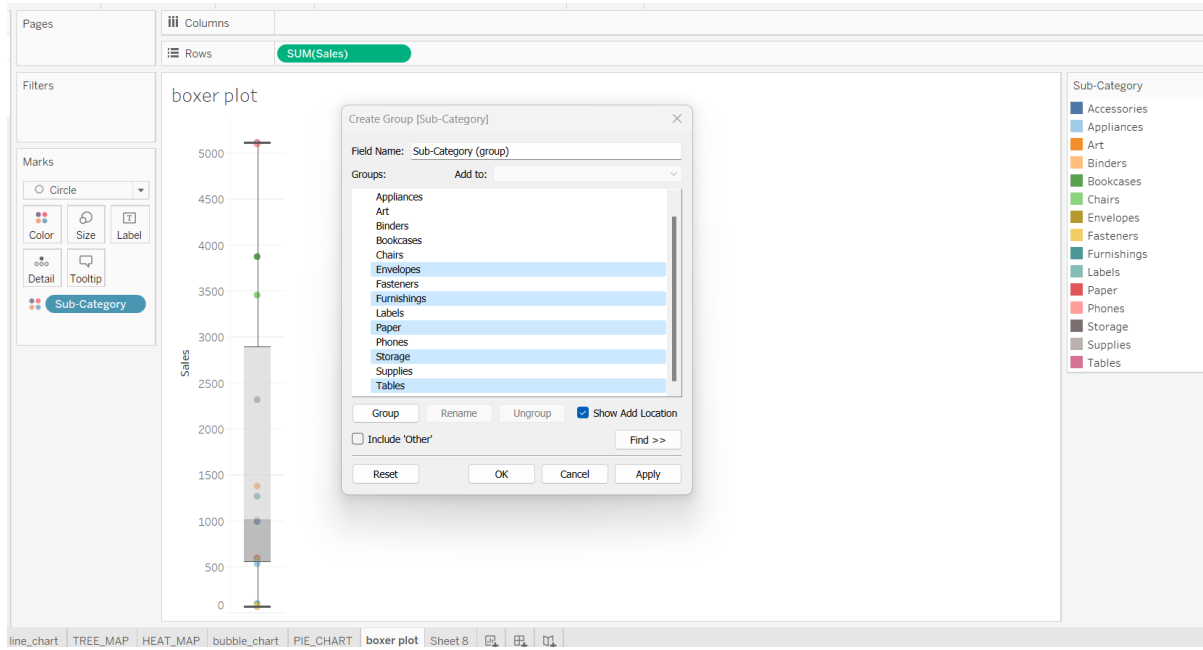 Pages
Columns
Rows
SUM(Sales)
Filters
Marks
Circle
Color
Size
Label
Detail
Tooltip
Sub-Category
boxer plot
Sales
5000
4500
4000
3500
3000
2500
2000
1500
1000
500
0
Create Group [Sub-Category]
Field Name: Sub-Category (group)
Groups: Add to:
Appliances
Art
Binders
Bookcases
Chairs
Envelopes
Fasteners
Furnishings
Labels
Paper
Phones
Storage
Supplies
Tables
Group Rename Ungroup Show Add Location
Include 'Other' Find >>
Reset OK Cancel Apply
Sub-Category
Accessories
Appliances
Art
Binders
Bookcases
Chairs
Envelopes
Fasteners
Furnishings
Labels
Paper
Phones
Storage
Supplies
Tables
line_chart TREE_MAP HEAT_MAP bubble_chart PIE_CHART boxer plot Sheet 8